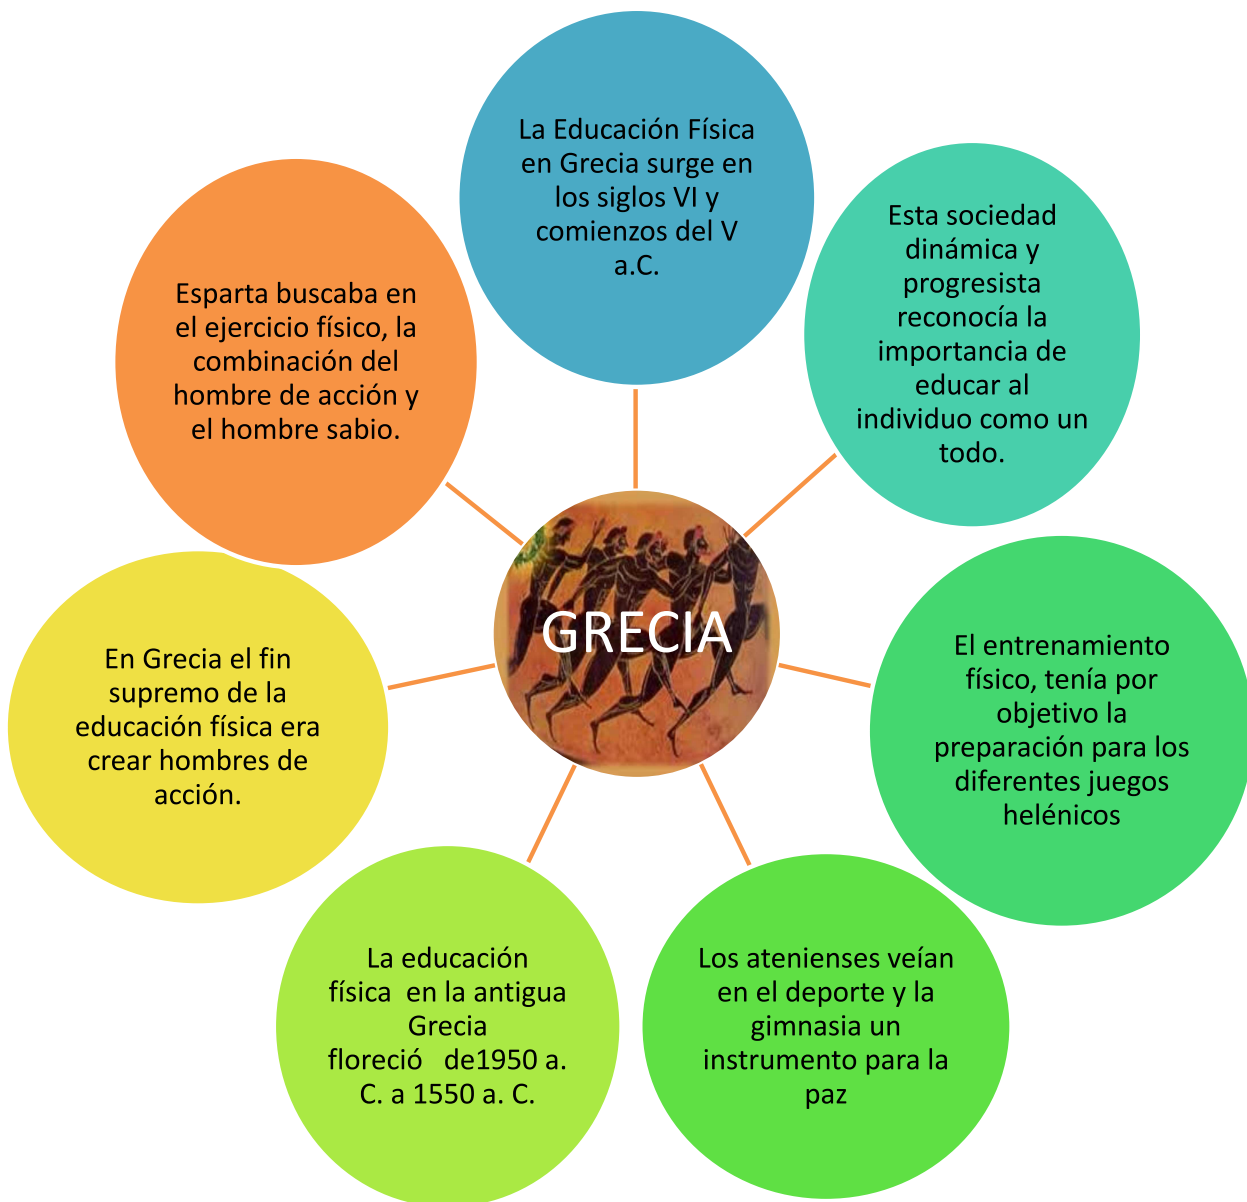 La Educación Física
en Grecia surge en
los siglos VI y
comienzos del V
a.C.
Esta sociedad
dinámica y
progresista
reconocía la
importancia de
educar al
individuo como un
todo.
El entrenamiento
físico, tenía por
objetivo la
preparación para los
diferentes juegos
helénicos
Los atenienses veían
en el deporte y la
gimnasia un
instrumento para la
paz
La educación
física  en la antigua
Grecia
floreció   de1950 a.
C. a 1550 a. C.
En Grecia el fin
supremo de la
educación física era
crear hombres de
acción.
Esparta buscaba en
el ejercicio físico, la
combinación del
hombre de acción y
el hombre sabio.
GRECIA